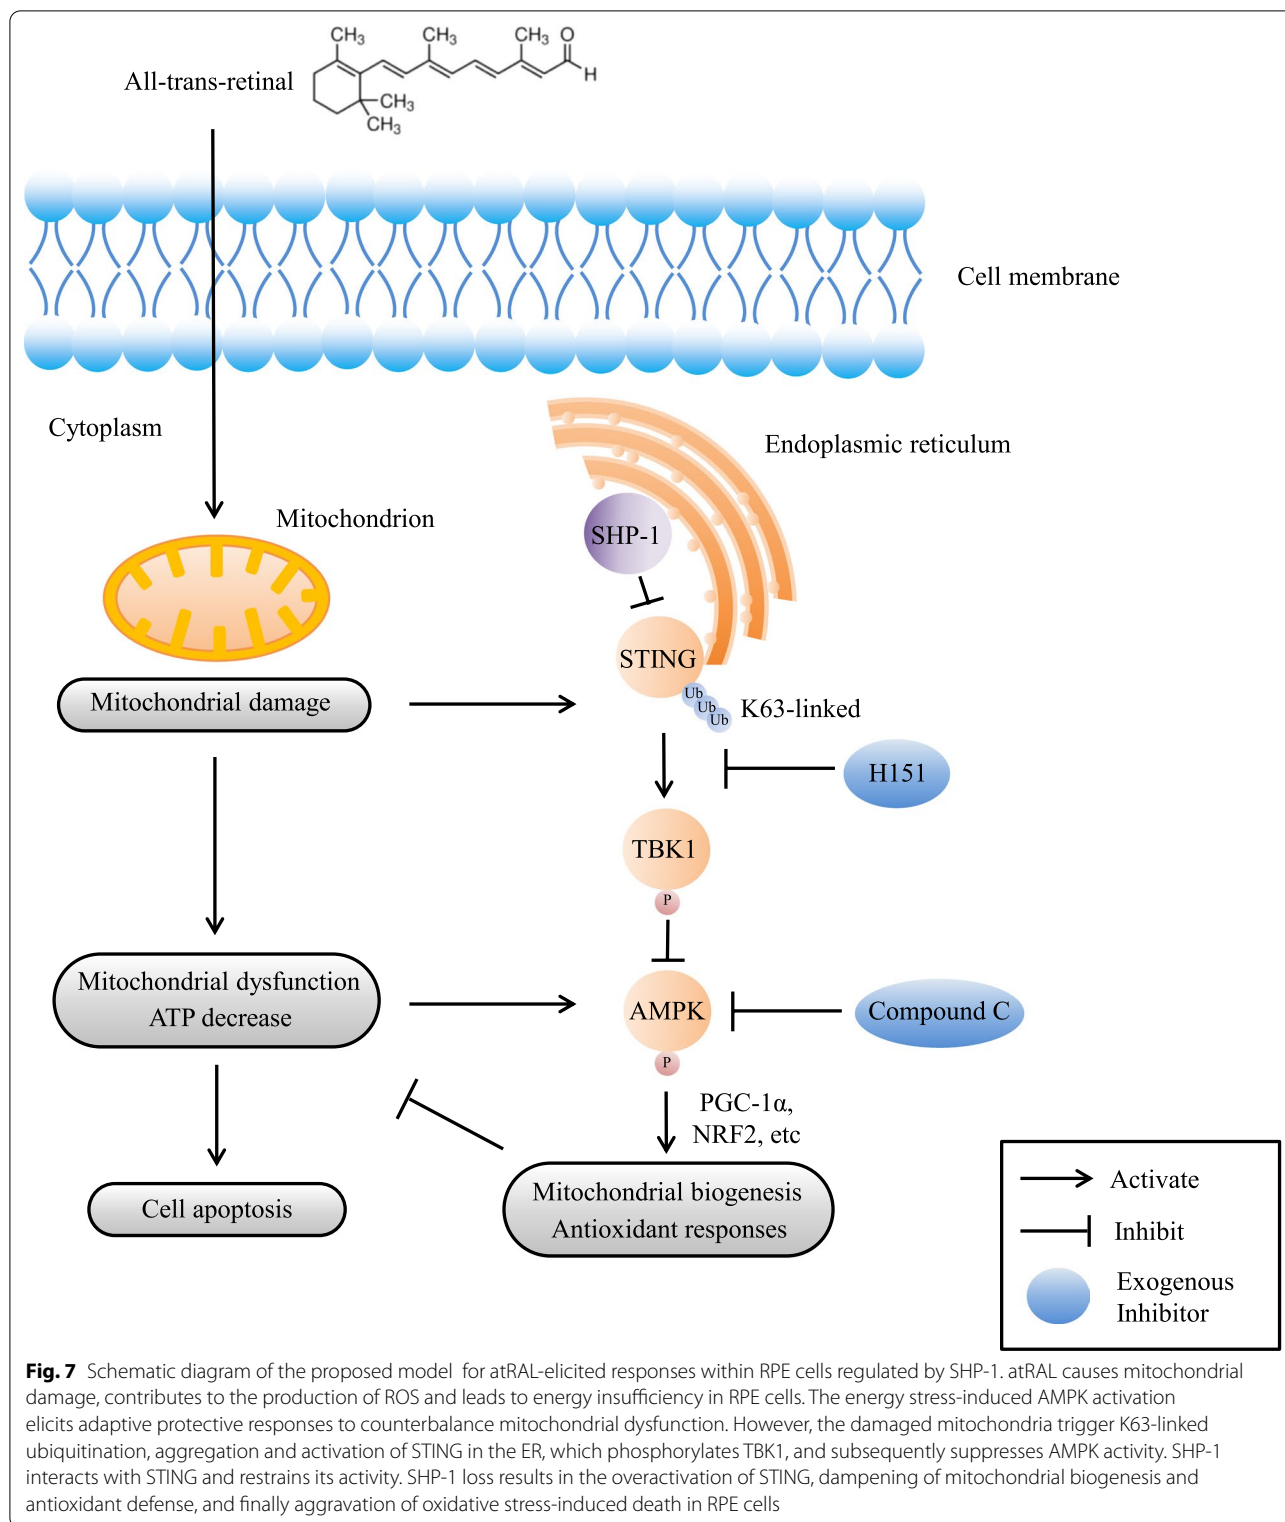 CH₃
CH₃
CH₃
O
H
All-trans-retinal
CH₃
CH₃
Cell membrane
Cytoplasm
Endoplasmic reticulum
Mitochondrion
SHP-1
STING
Mitochondrial damage
Ub
Ub
Ub
K63-linked
H151
TBK1
P
Mitochondrial dysfunction
ATP decrease
AMPK
Compound C
P
PGC-1α,
NRF2, etc
Cell apoptosis
Mitochondrial biogenesis
Antioxidant responses
Activate
Inhibit
Exogenous
Inhibitor
Fig. 7 Schematic diagram of the proposed model for atRAL-elicited responses within RPE cells regulated by SHP-1. atRAL causes mitochondrial
damage, contributes to the production of ROS and leads to energy insufficiency in RPE cells. The energy stress-induced AMPK activation
elicits adaptive protective responses to counterbalance mitochondrial dysfunction. However, the damaged mitochondria trigger K63-linked
ubiquitination, aggregation and activation of STING in the ER, which phosphorylates TBK1, and subsequently suppresses AMPK activity. SHP-1
interacts with STING and restrains its activity. SHP-1 loss results in the overactivation of STING, dampening of mitochondrial biogenesis and
antioxidant defense, and finally aggravation of oxidative stress-induced death in RPE cells